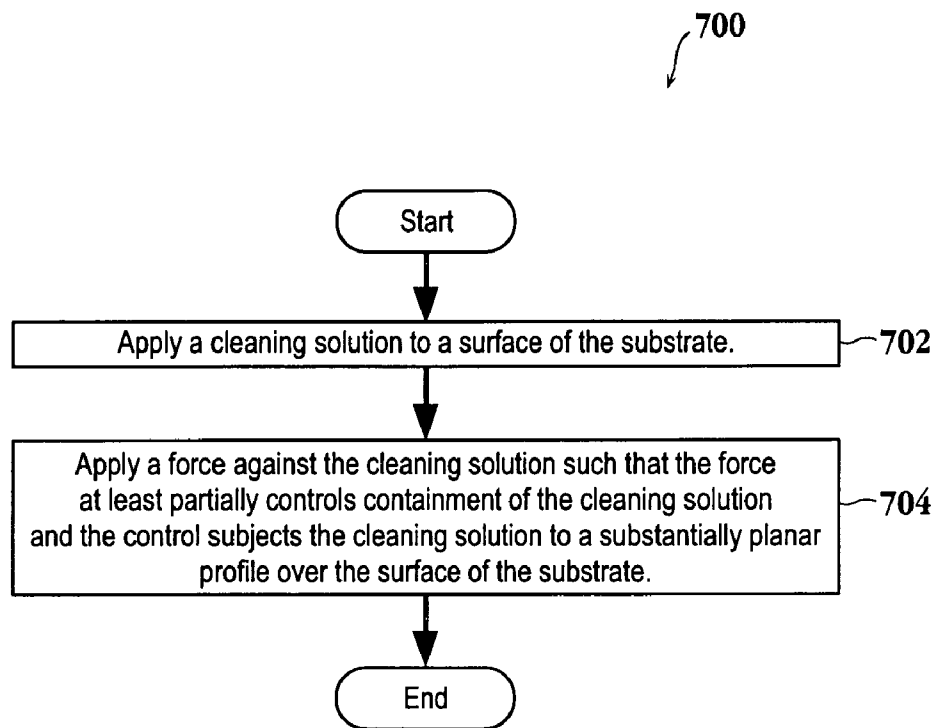 700
Start
Apply a cleaning solution to a surface of the substrate.
702
Apply a force against the cleaning solution such that the force
at least partially controls containment of the cleaning solution
and the control subjects the cleaning solution to a substantially planar
profile over the surface of the substrate.
704
End